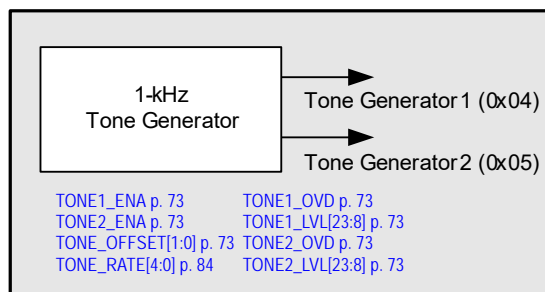 1-kHz
Tone Generator
Tone Generator 1 (0x04)
Tone Generator 2 (0x05)
TONE1_ENA p. 73 TONE1_OVD p. 73
TONE2_ENA p. 73 TONE1_LVL[23:8] p. 73
TONE_OFFSET[1:0] p. 73 TONE2_OVD p. 73
TONE_RATE[4:0] p. 84 TONE2_LVL[23:8] p. 73